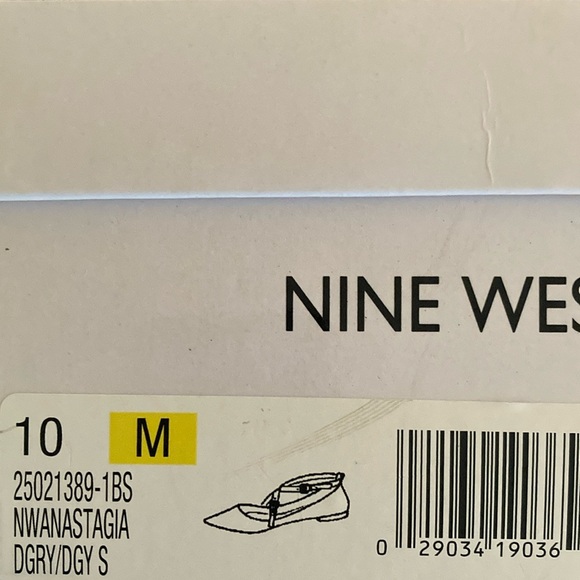 NINE WES
10 M
25021389-1BS
NWANASTAGIA
DGRY/DGY S
0 29034 19036